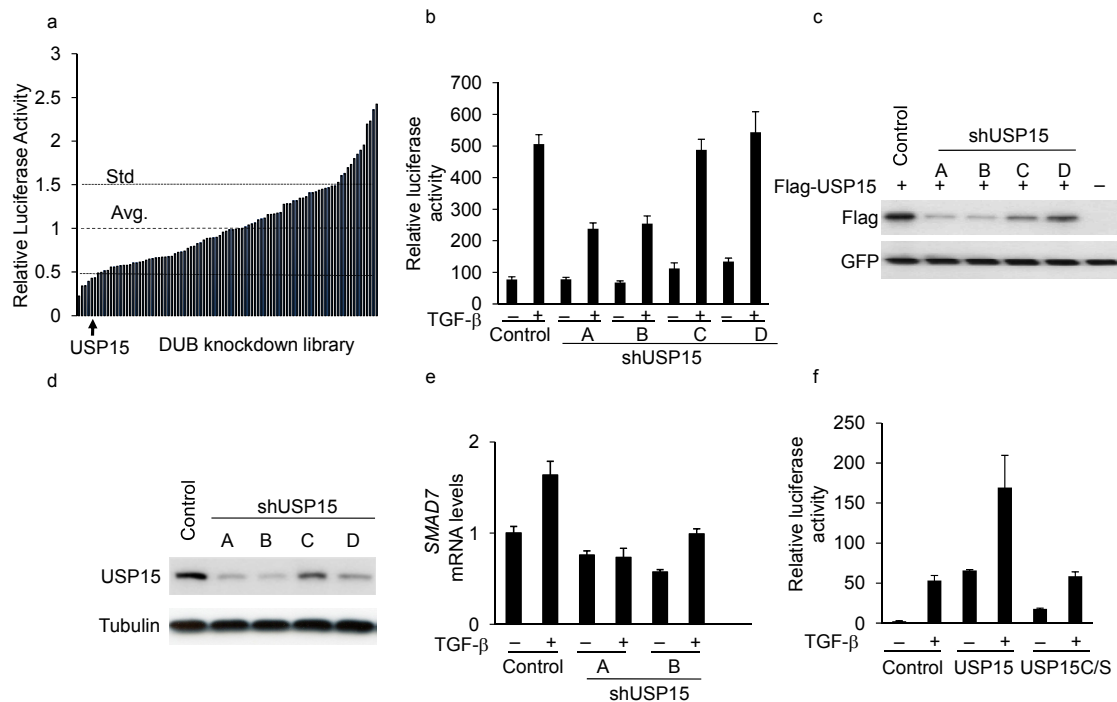 a
Relative Luciferase Activity
3
2.5
2
1.5
1
0.5
0
Std
Avg.
USP15
DUB knockdown library
b
Relative luciferase
activity
700
600
500
400
300
200
100
0
TGF-β – + – + – + – + – +
Control A B C D
shUSP15
c
Control
shUSP15
A B C D
Flag-USP15 + + + + + –
Flag
GFP
d
Control
shUSP15
A B C D
USP15
Tubulin
e
SMAD7
mRNA levels
2
1
0
TGF-β – + – + – +
Control A B
shUSP15
f
Relative luciferase
activity
250
200
150
100
50
0
TGF-β – + – + – +
Control USP15 USP15C/S